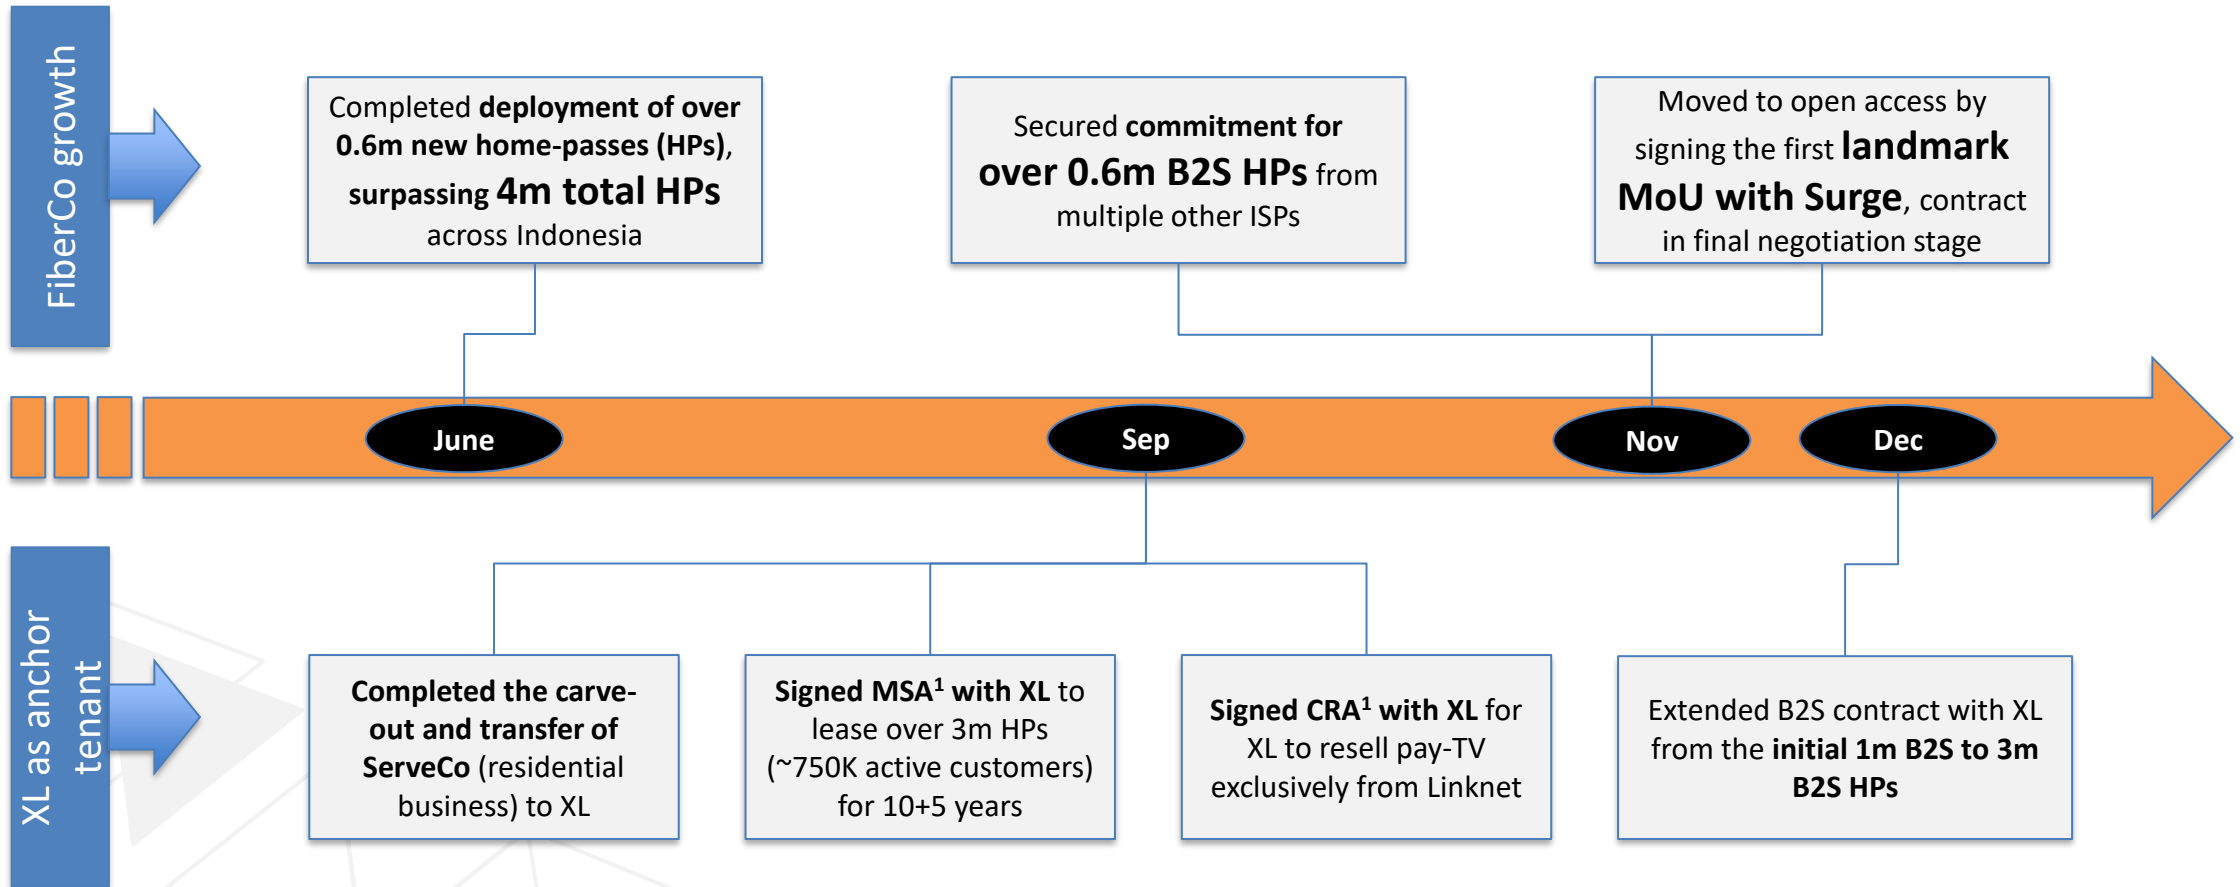 FiberCo growth
Completed deployment of over
0.6m new home-passes (HPs),
surpassing 4m total HPs
across Indonesia
Secured commitment for
over 0.6m B2S HPs from
multiple other ISPs
Moved to open access by
signing the first landmark
MoU with Surge, contract
in final negotiation stage
June
Sep
Nov
Dec
XL as anchor
tenant
Completed the carve-
out and transfer of
ServeCo (residential
business) to XL
Signed MSA¹ with XL to
lease over 3m HPs
(~750K active customers)
for 10+5 years
Signed CRA¹ with XL for
XL to resell pay-TV
exclusively from Linknet
Extended B2S contract with XL
from the initial 1m B2S to 3m
B2S HPs